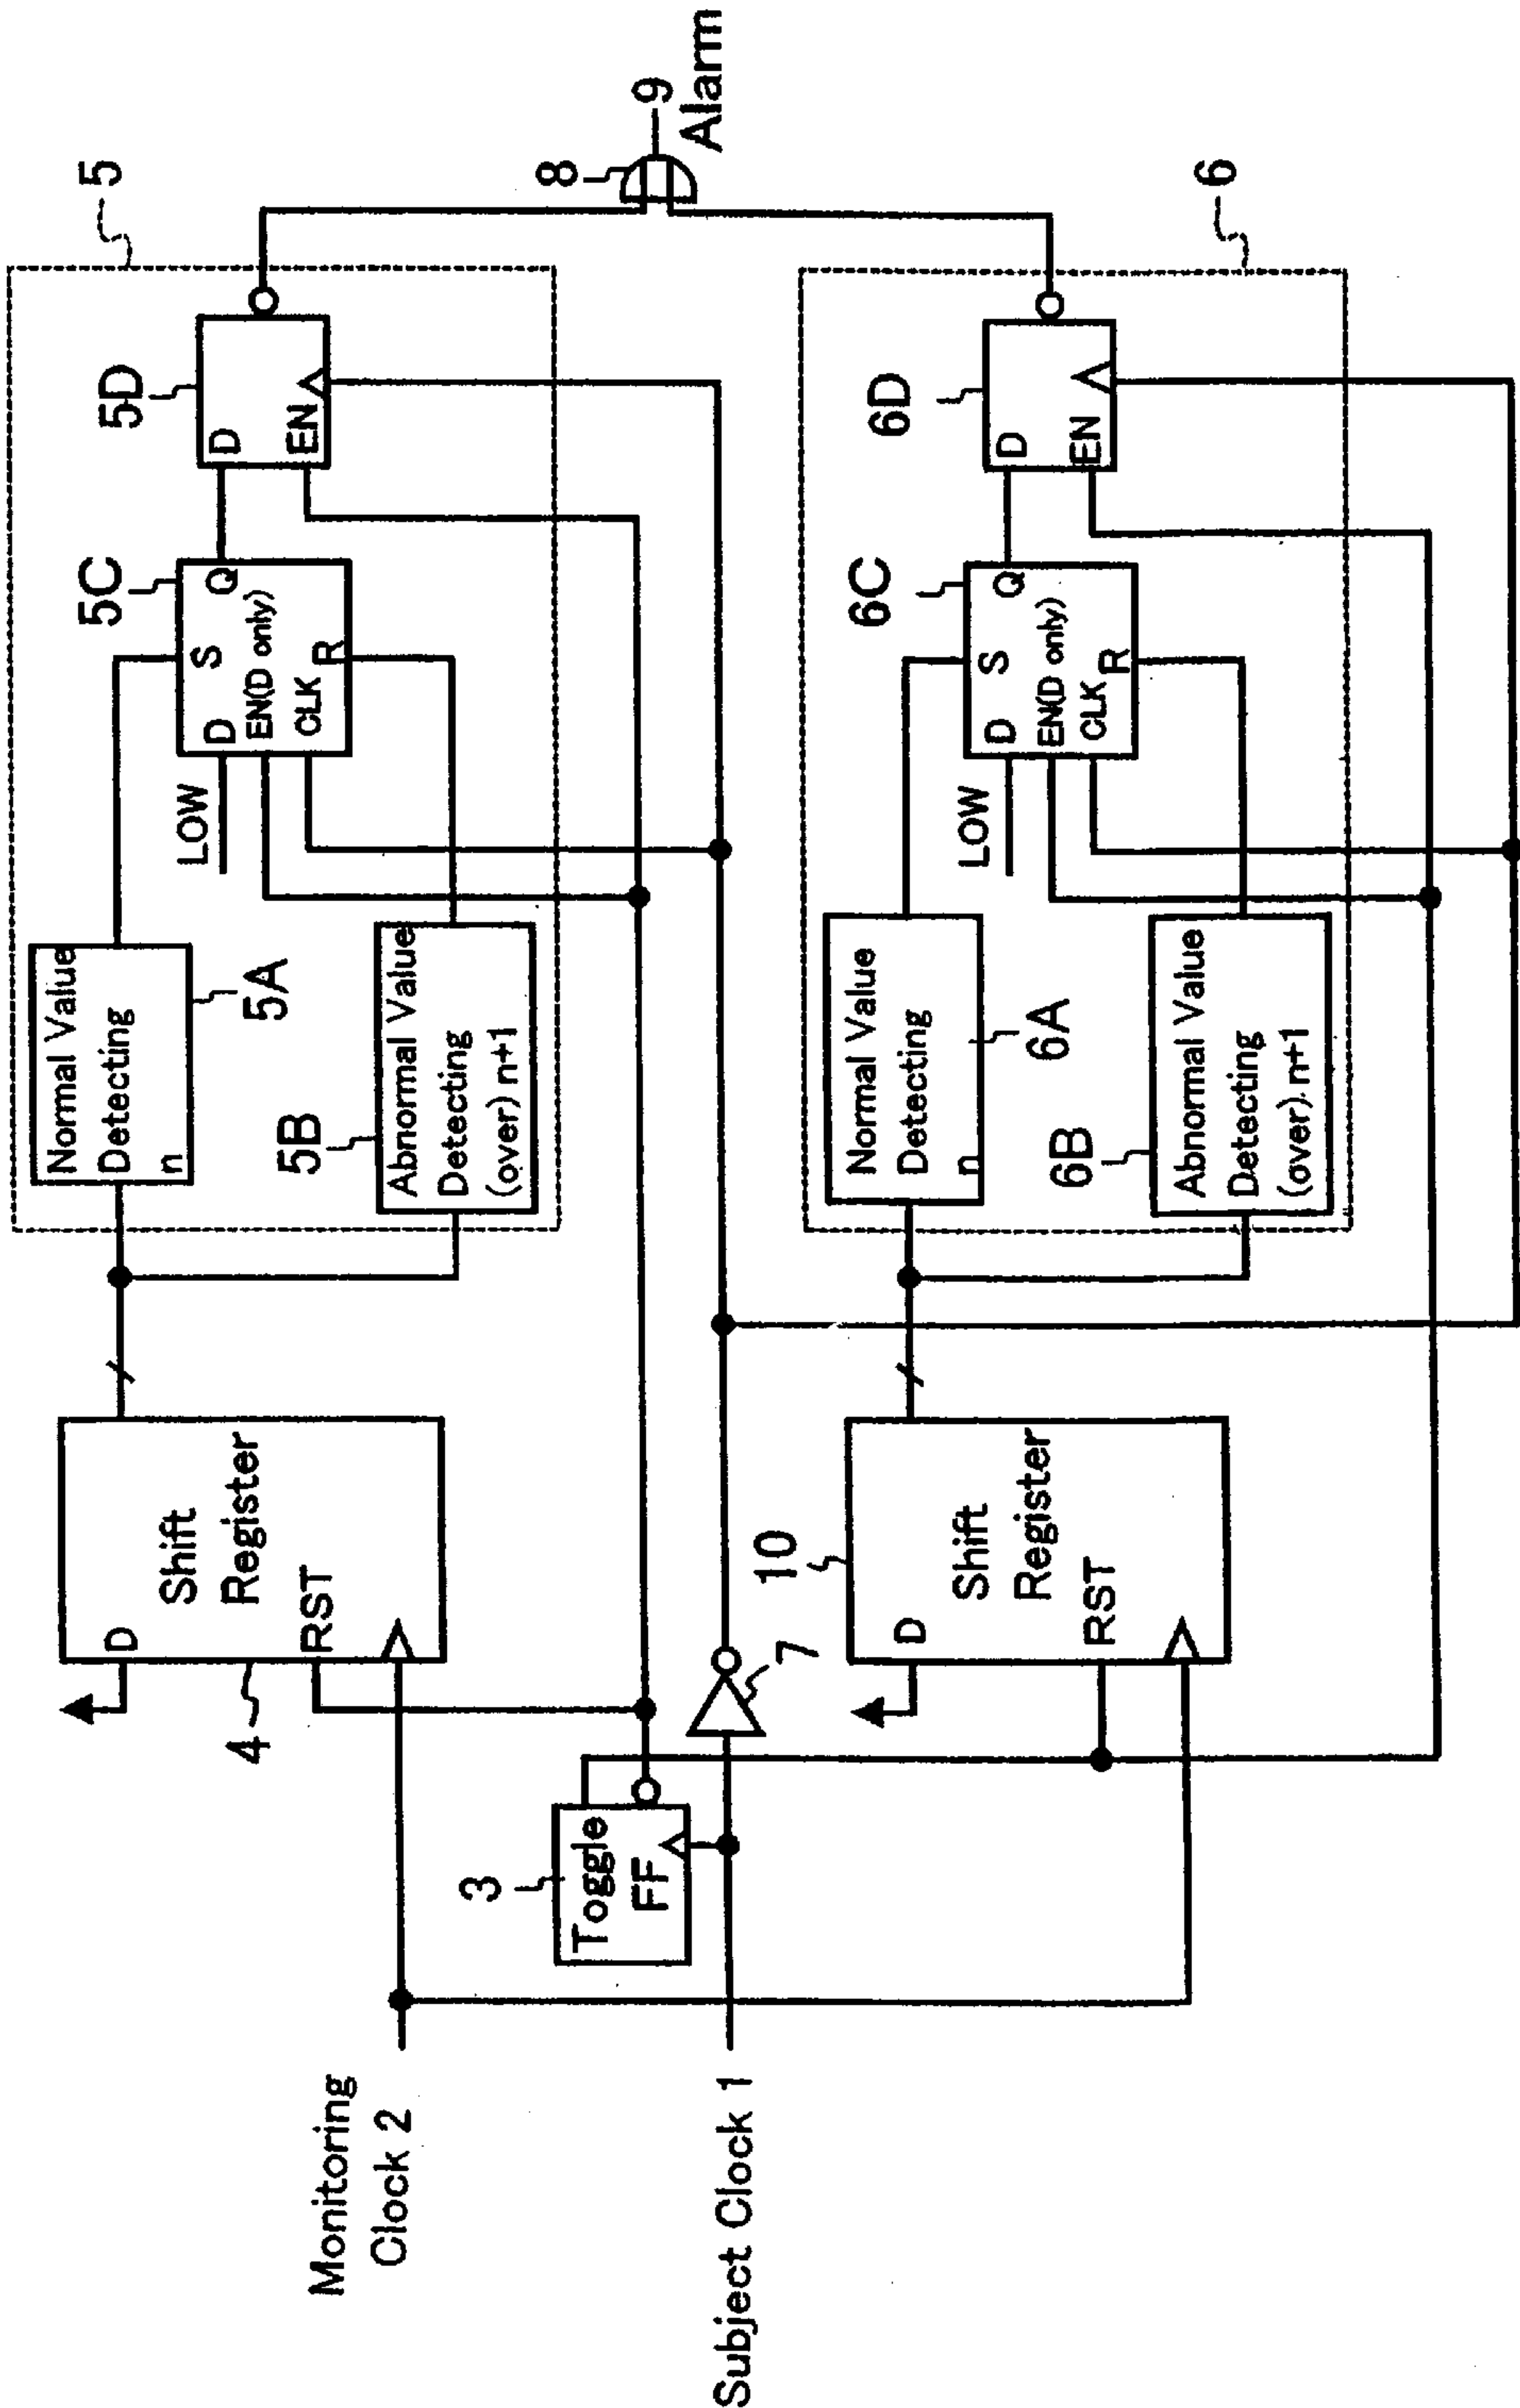 Monitoring
Clock 2
Subject Clock 1
3
Toggle
FF
4
D
Shift
Register
RST
7
10
D
Shift
Register
RST
5
Normal Value
Detecting
n
5A
5B
Abnormal Value
Detecting
(over) n+1
LOW
5C
D
S
Q
EN(D only)
CLK
R
5D
D
EN
6
Normal Value
Detecting
n
6A
6B
Abnormal Value
Detecting
(over) n+1
LOW
6C
D
S
Q
EN(D only)
CLK
R
6D
D
EN
8
9
Alarm